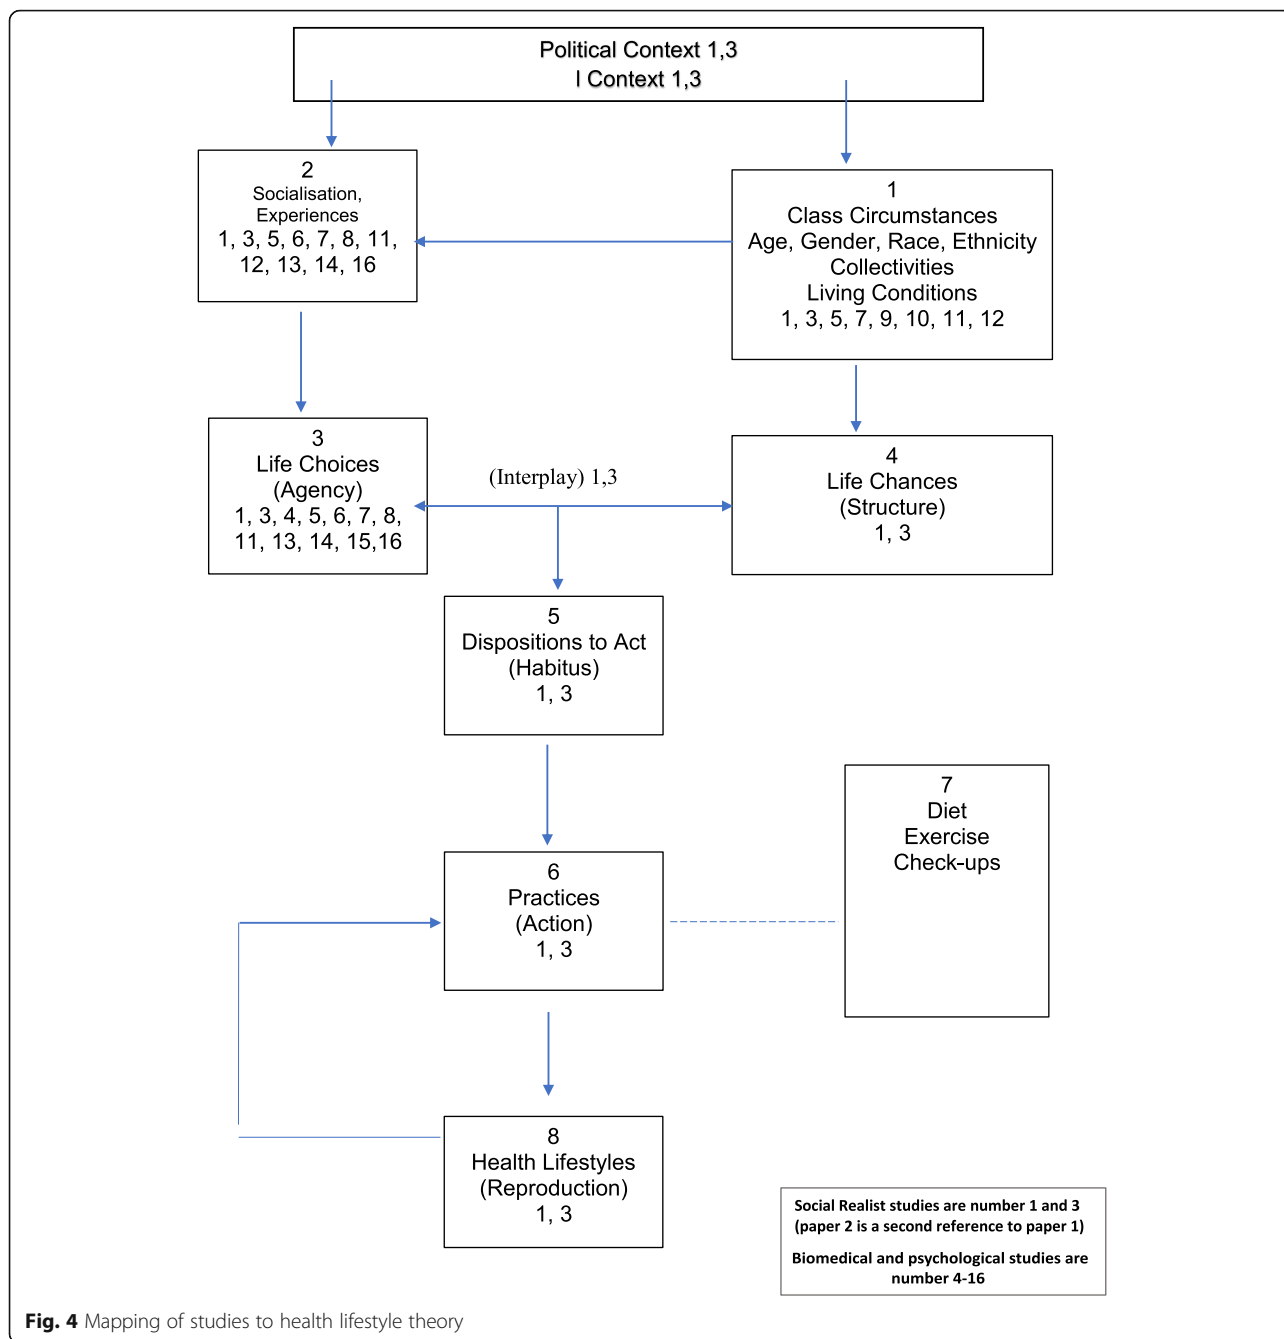 Political Context 1,3
l Context 1,3
2
Socialisation,
Experiences
1, 3, 5, 6, 7, 8, 11,
12, 13, 14, 16
1
Class Circumstances
Age, Gender, Race, Ethnicity
Collectivities
Living Conditions
1, 3, 5, 7, 9, 10, 11, 12
3
Life Choices
(Agency)
1, 3, 4, 5, 6, 7, 8,
11, 13, 14, 15,16
(Interplay) 1,3
4
Life Chances
(Structure)
1, 3
5
Dispositions to Act
(Habitus)
1, 3
6
Practices
(Action)
1, 3
7
Diet
Exercise
Check-ups
8
Health Lifestyles
(Reproduction)
1, 3
Social Realist studies are number 1 and 3
(paper 2 is a second reference to paper 1)
Biomedical and psychological studies are
number 4-16
Fig. 4 Mapping of studies to health lifestyle theory